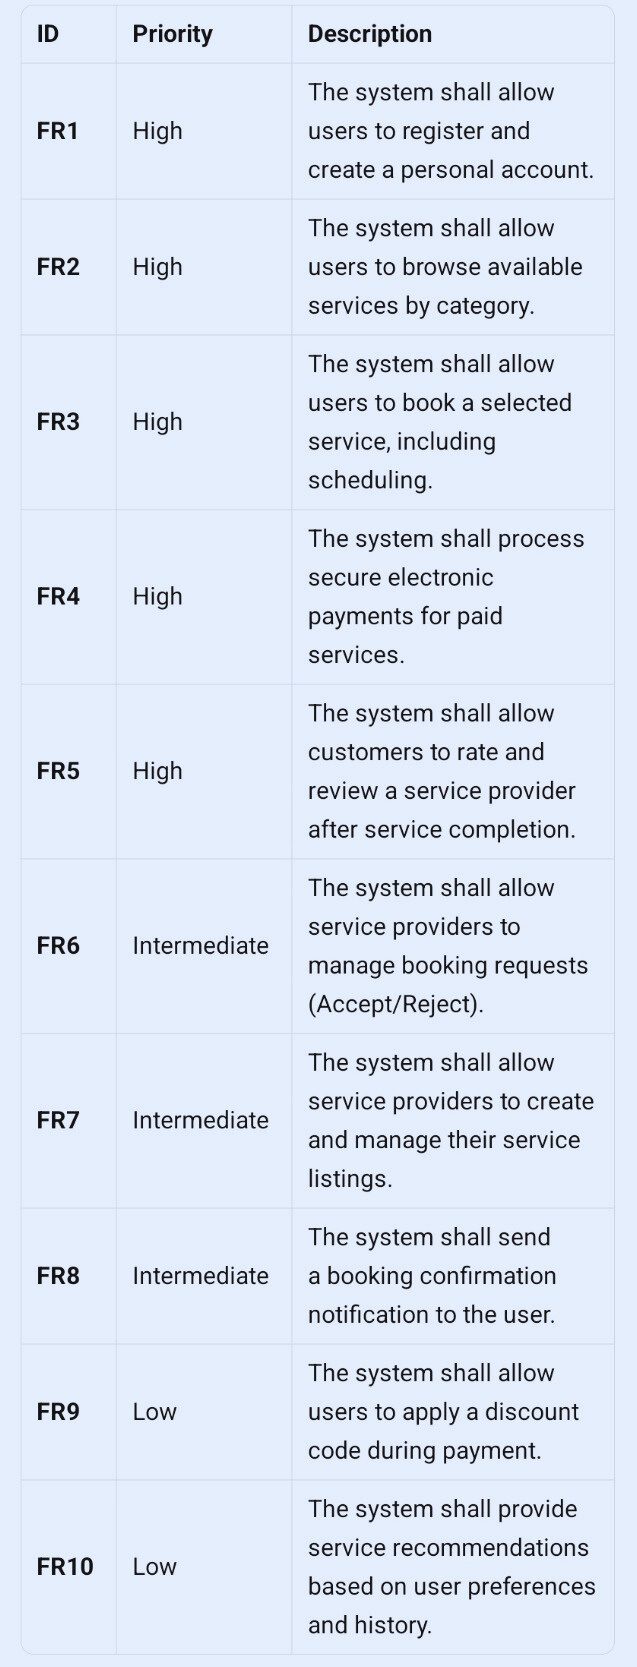 ID Priority Description
The system shall allow
FR1 High users to register and
create a personal account.
The system shall allow
FR2 High users to browse available
services by category.
The system shall allow
users to book a selected
FR3 High
service, including
scheduling.
The system shall process
secure electronic
FR4 High
payments for paid
services.
The system shall allow
customers to rate and
FR5 High
review a service provider
after service completion.
The system shall allow
service providers to
FR6 Intermediate
manage booking requests
(Accept/Reject).
The system shall allow
service providers to create
FR7 Intermediate
and manage their service
listings.
The system shall send
FR8 Intermediate a booking confirmation
notification to the user.
The system shall allow
FR9 Low users to apply a discount
code during payment.
The system shall provide
service recommendations
FR10 Low
based on user preferences
and history.